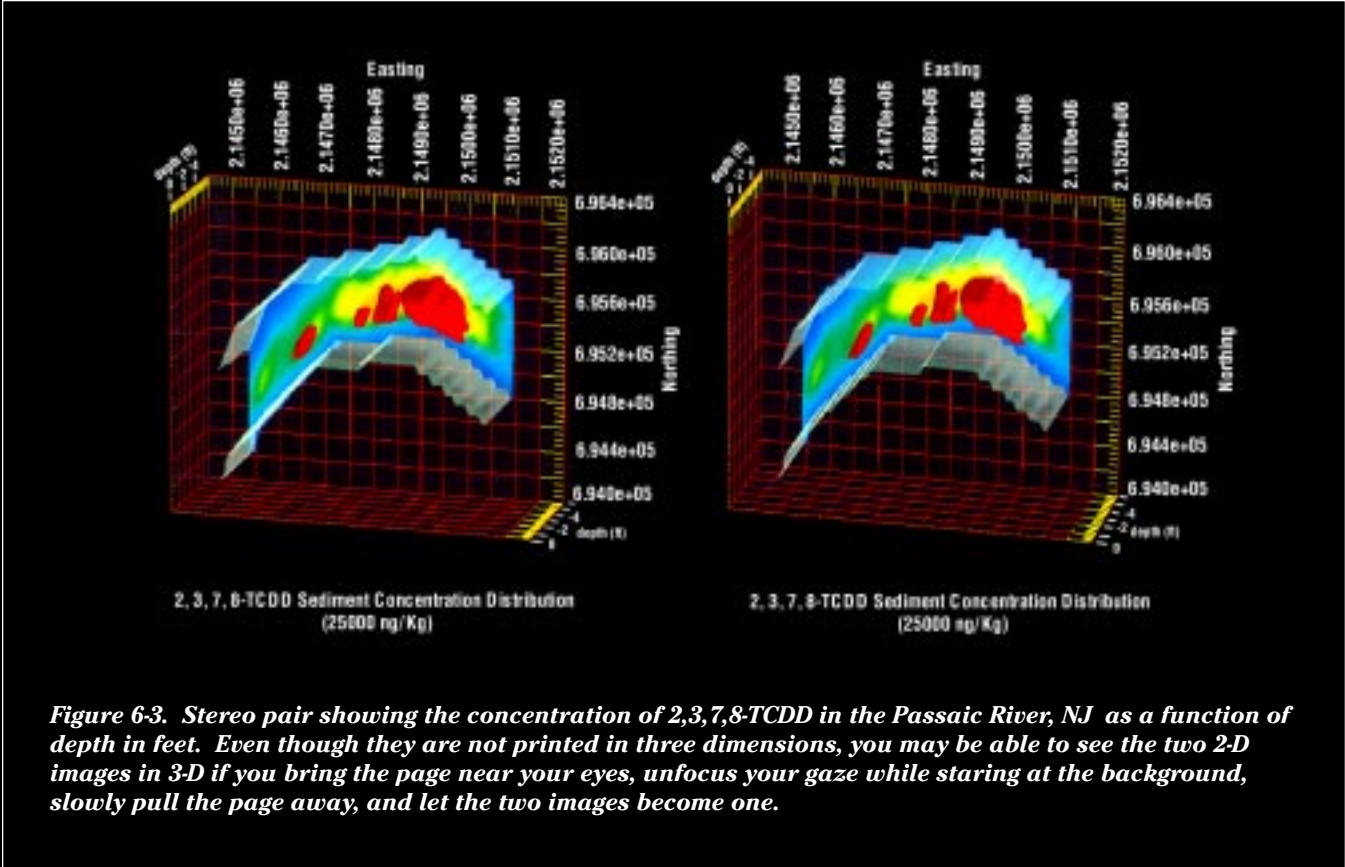 Easting
2.1450e+06
2.1460e+06
2.1470e+06
2.1480e+06
2.1490e+06
2.1500e+06
2.1510e+06
2.1520e+06
depth (ft)
6.964e+05
6.960e+05
6.956e+05
6.952e+05
6.948e+05
6.944e+05
6.940e+05
Northing
-4
-2
0
depth (ft)
2, 3, 7, 8-TCDD Sediment Concentration Distribution
(25000 ng/Kg)
Easting
2.1450e+06
2.1460e+06
2.1470e+06
2.1480e+06
2.1490e+06
2.1500e+06
2.1510e+06
2.1520e+06
depth (ft)
6.964e+05
6.960e+05
6.956e+05
6.952e+05
6.948e+05
6.944e+05
6.940e+05
Northing
-4
-2
0
depth (ft)
2, 3, 7, 8-TCDD Sediment Concentration Distribution
(25000 ng/Kg)
Figure 6-3. Stereo pair showing the concentration of 2,3,7,8-TCDD in the Passaic River, NJ as a function of
depth in feet. Even though they are not printed in three dimensions, you may be able to see the two 2-D
images in 3-D if you bring the page near your eyes, unfocus your gaze while staring at the background,
slowly pull the page away, and let the two images become one.